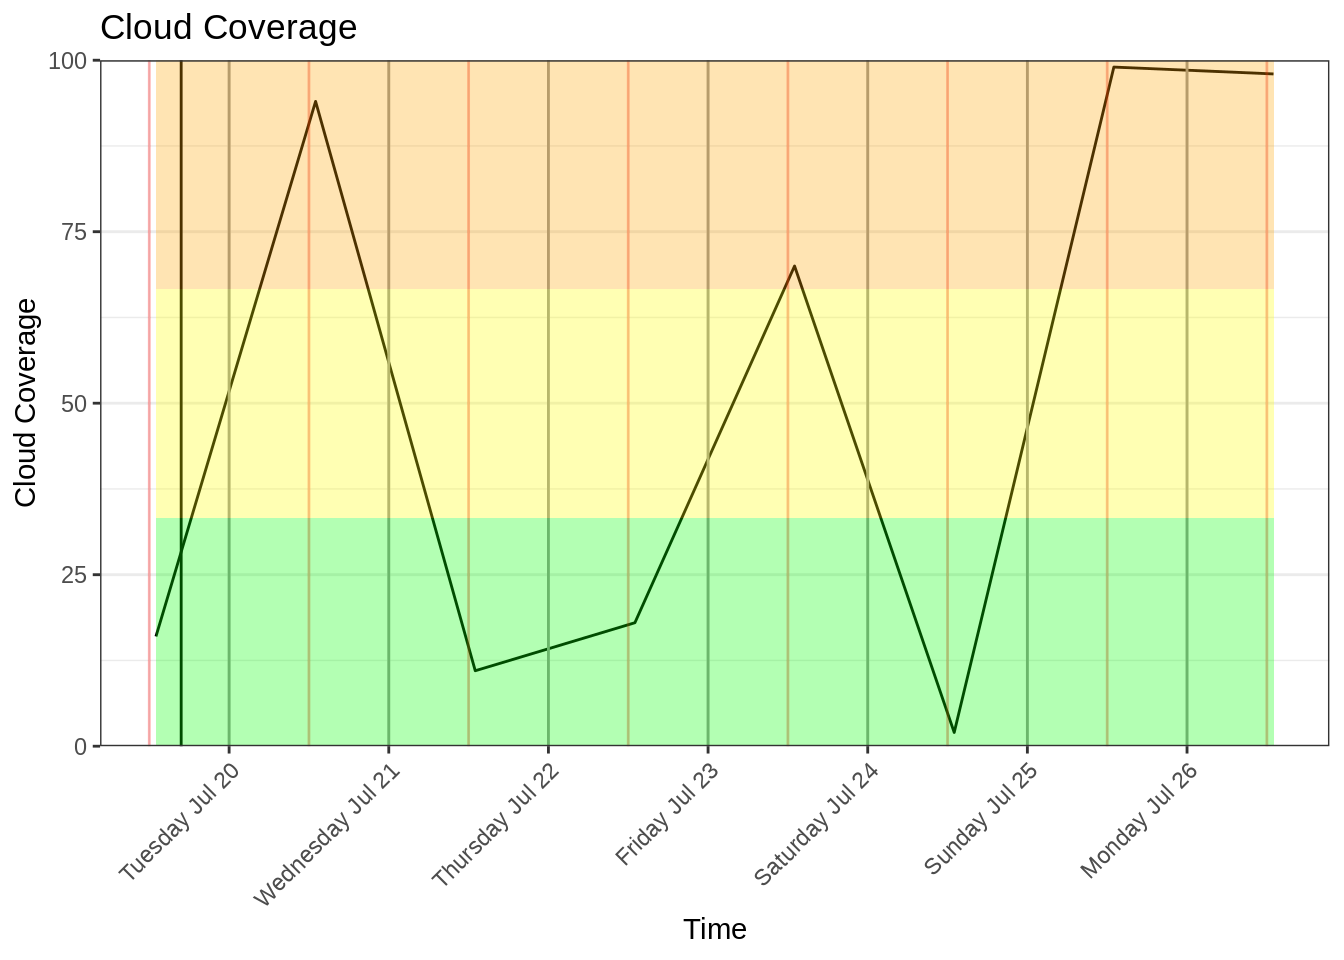 Cloud Coverage
100
75
50
25
0
Cloud Coverage
Tuesday Jul 20
Wednesday Jul 21
Thursday Jul 22
Friday Jul 23
Saturday Jul 24
Sunday Jul 25
Monday Jul 26
Time